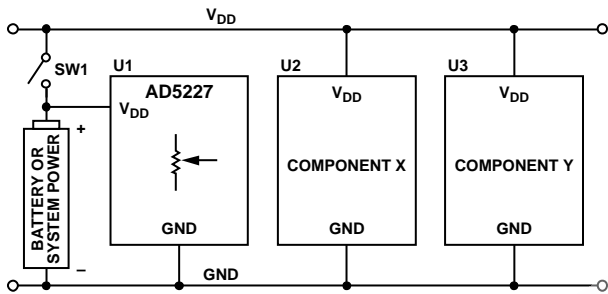 VDD
SW1
U1
AD5227
VDD
GND
U2
VDD
COMPONENT X
GND
U3
VDD
COMPONENT Y
GND
+
BATTERY OR
SYSTEM POWER
–
GND